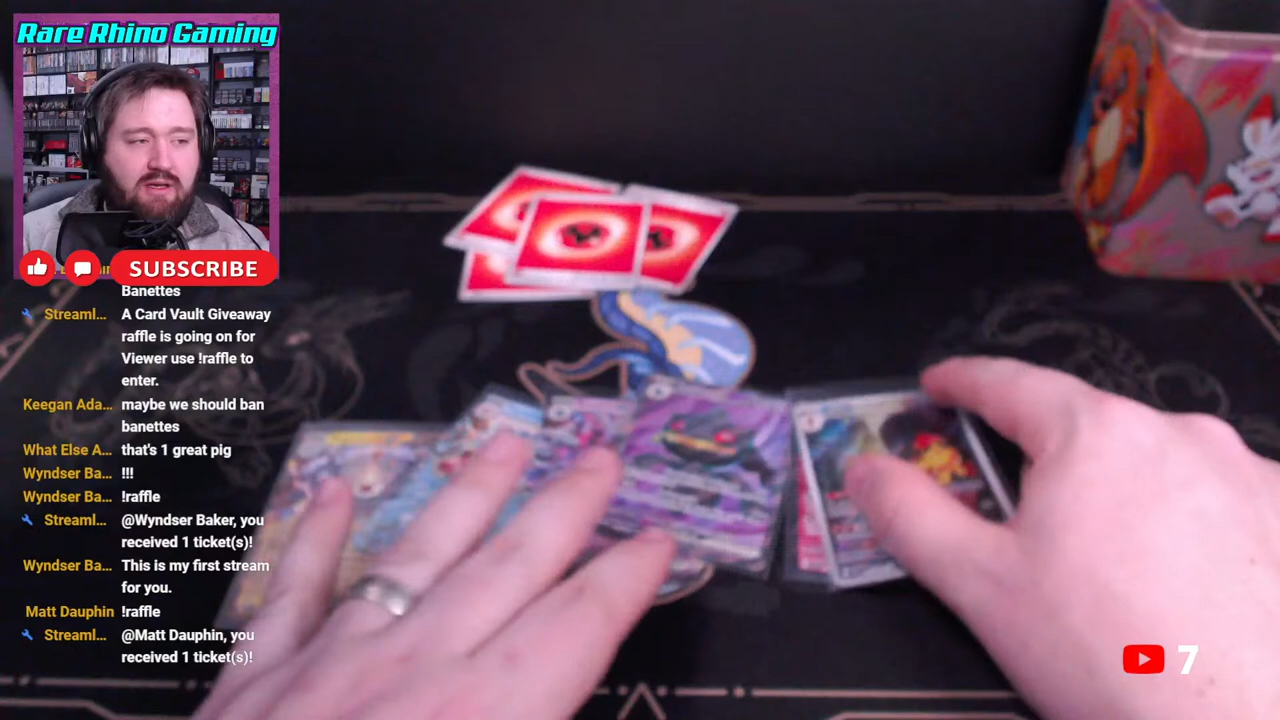 Rare Rhino Gaming
SUBSCRIBE
Banettes
Streaml... A Card Vault Giveaway
raffle is going on for
Viewer use !raffle to
enter.
Keegan Ada... maybe we should ban
banettes
What Else A... that's 1 great pig
Wyndser Ba... !!!
Wyndser Ba... !raffle
Streaml... @Wyndser Baker, you
received 1 ticket(s)!
Wyndser Ba... This is my first stream
for you.
Matt Dauphin !raffle
Streaml... @Matt Dauphin, you
received 1 ticket(s)!
7